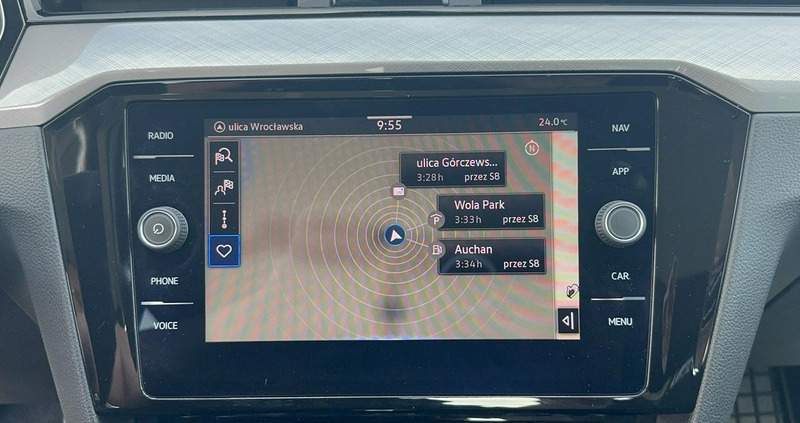 ulica Wrocławska
9:55
24.0°C
N
ulica Górczews...
3:28h przez S8
Wola Park
3:33h przez S8
P
Auchan
3:34h przez S8
RADIO
MEDIA
PHONE
VOICE
NAV
APP
CAR
MENU